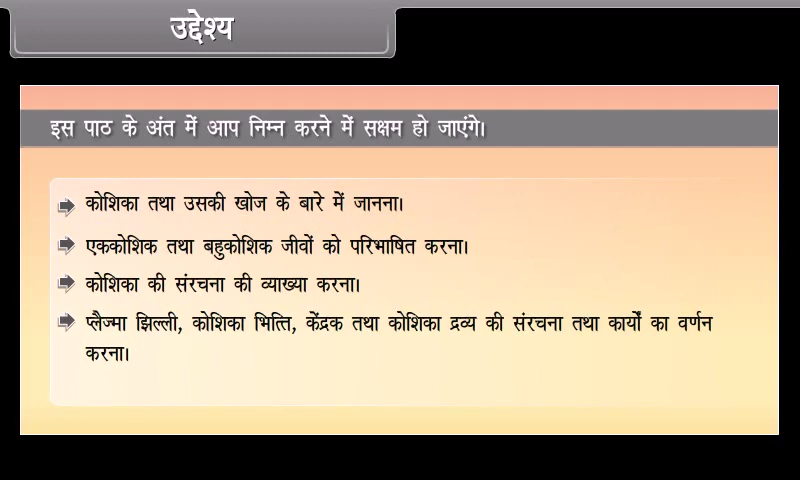 उद्देश्य
इस पाठ के अंत में आप निम्न करने में सक्षम हो जाएंगे।
कोशिका तथा उसकी खोज के बारे में जानना।
एककोशिक तथा बहुकोशिक जीवों को परिभाषित करना।
कोशिका की संरचना की व्याख्या करना।
प्लैज्मा झिल्ली, कोशिका भित्ति, केंद्रक तथा कोशिका द्रव्य की संरचना तथा कार्यों का वर्णन
करना।